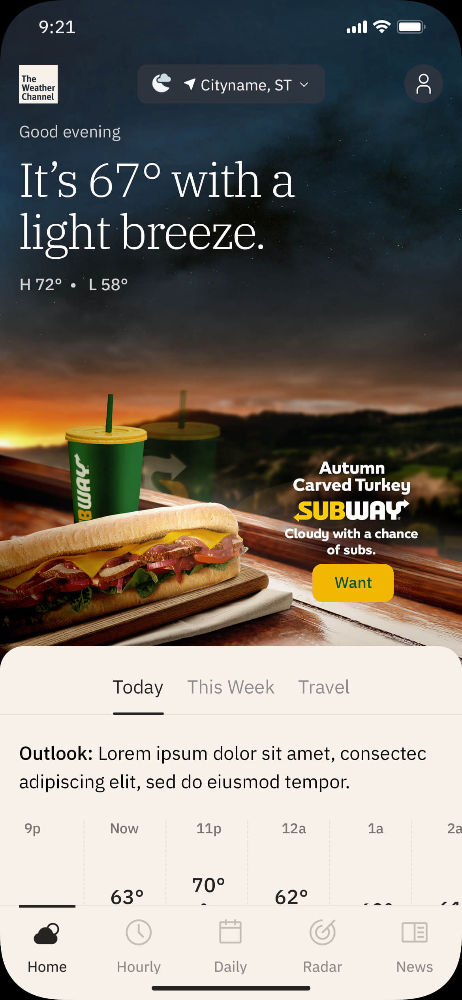 9:21
The
Weather
Channel
Cityname, ST
Good evening
It’s 67° with a
light breeze.
H 72° • L 58°
SUBWAY
Autumn
Carved Turkey
SUBWAY®
Cloudy with a chance
of subs.
Want
Today This Week Travel
Outlook: Lorem ipsum dolor sit amet, consectec
adipiscing elit, sed do eiusmod tempor.
9p Now 11p 12a 1a 2a
70°
63° 62°
Home Hourly Daily Radar News